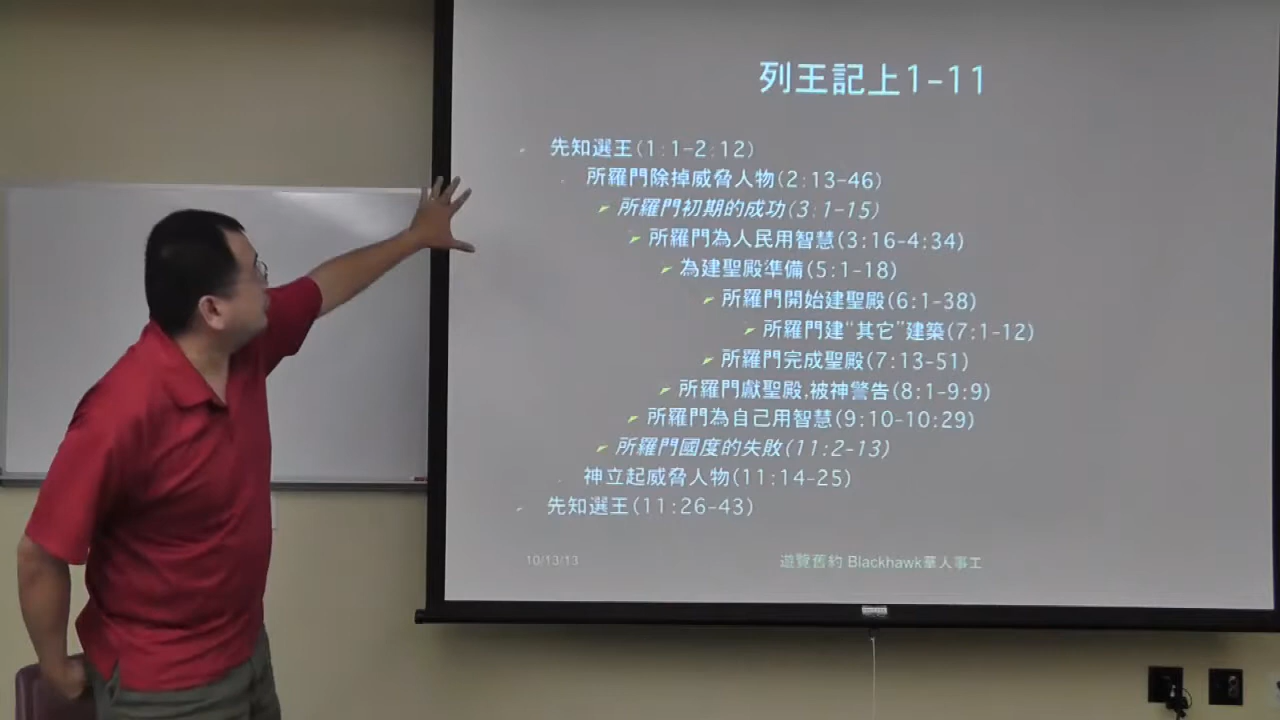 列王記上1-11
先知選王(1:1-2:12)
所羅門除掉威脅人物(2:13-46)
所羅門初期的成功(3:1-15)
所羅門為人民用智慧(3:16-4:34)
為建聖殿準備(5:1-18)
所羅門開始建聖殿(6:1-38)
所羅門建“其它”建築(7:1-12)
所羅門完成聖殿(7:13-51)
所羅門獻聖殿,被神警告(8:1-9:9)
所羅門為自己用智慧(9:10-10:29)
所羅門國度的失敗(11:2-13)
神立起威脅人物(11:14-25)
先知選王(11:26-43)
10/13/13 遊覽舊約 Blackhawk華人事工